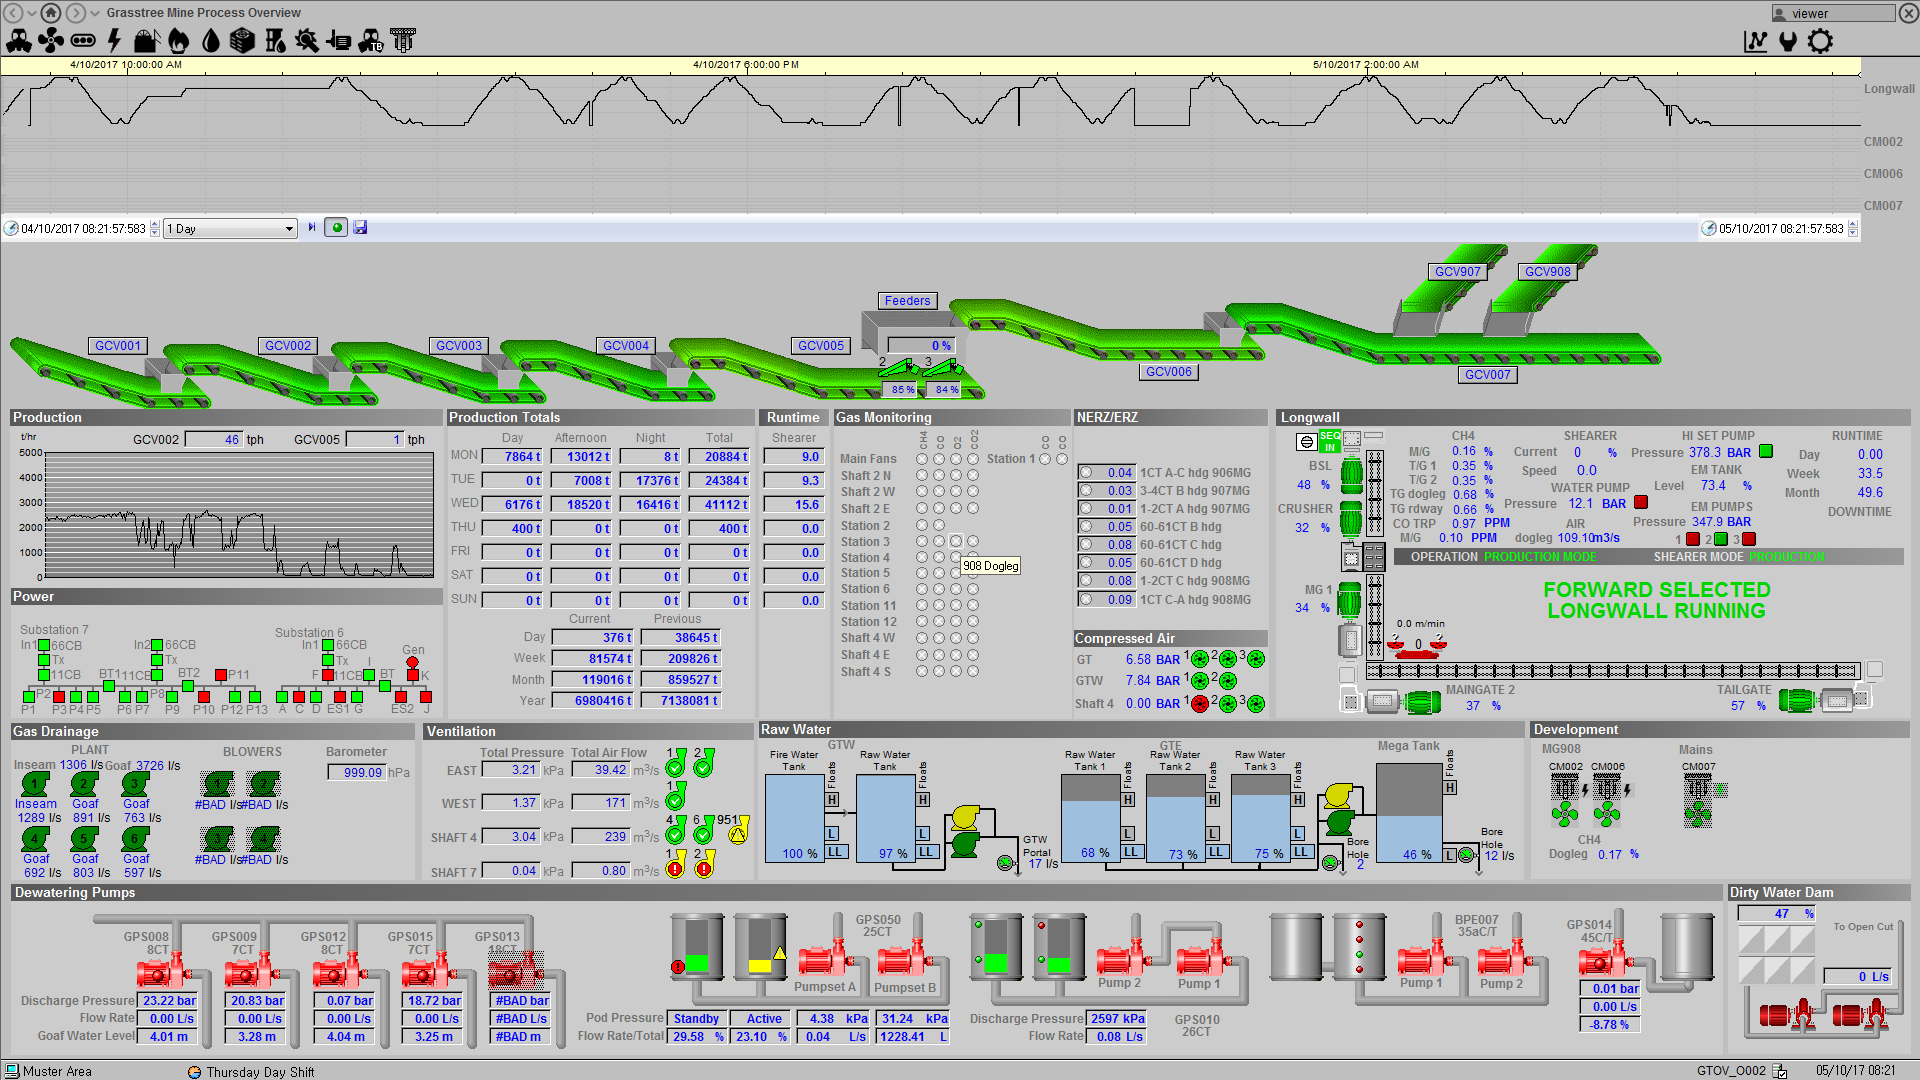 Grasstree Mine Process Overview
viewer
TB
4/10/2017 10:00:00 AM 4/10/2017 6:00:00 PM 5/10/2017 2:00:00 AM
Longwall
CM002
CM006
CM007
04/10/2017 08:21:57:583 1 Day 05/10/2017 08:21:57:583
GCV907 GCV908
Feeders
GCV001 GCV002 GCV003 GCV004 GCV005 0 %
2 3
85 % 84 %
GCV006 GCV007
Production
t/hr GCV002 46 tph GCV005 1 tph
5000
4000
3000
2000
1000
0
Production Totals
Day Afternoon Night Total
MON 7864 t 13012 t 8 t 20884 t
TUE 0 t 7008 t 17376 t 24384 t
WED 6176 t 18520 t 16416 t 41112 t
THU 400 t 0 t 0 t 400 t
FRI 0 t 0 t 0 t 0 t
SAT 0 t 0 t 0 t 0 t
SUN 0 t 0 t 0 t 0 t
Current Previous
Day 376 t 38645 t
Week 81574 t 209826 t
Month 119016 t 859527 t
Year 6980416 t 7138081 t
Runtime
Shearer
9.0
9.3
15.6
0.0
0.0
0.0
0.0
Gas Monitoring
CH4 CO O2 CO2 CO CO
Main Fans Station 1
Shaft 2 N
Shaft 2 W
Shaft 2 E
Station 2
Station 3
Station 4
Station 5
Station 6
Station 11
Station 12
Shaft 4 W
Shaft 4 E
Shaft 4 S
908 Dogleg
NERZ/ERZ
0.04 1CT A-C hdg 906MG
0.03 3-4CT B hdg 907MG
0.01 1-2CT A hdg 907MG
0.05 60-61CT B hdg
0.08 60-61CT C hdg
0.05 60-61CT D hdg
0.08 1-2CT C hdg 908MG
0.09 1CT C-A hdg 908MG
Compressed Air
GT 6.58 BAR 1 2 3
GTW 7.84 BAR 1 2
Shaft 4 0.00 BAR 1 2 3
Longwall
SEQ IN
BSL
48 %
CRUSHER
32 %
MG 1
34 %
CH4
M/G 0.16 %
T/G 1 0.35 %
T/G 2 0.35 %
TG dogleg 0.68 %
TG rdway 0.66 %
CO TRP 0.97 PPM
M/G 0.10 PPM
SHEARER
Current 0 %
Speed 0.0
WATER PUMP
Pressure 12.1 BAR
AIR
dogleg 109.10m3/s
HI SET PUMP
Pressure 378.3 BAR
EM TANK
Level 73.4 %
EM PUMPS
Pressure 347.9 BAR
1 2 3
RUNTIME
Day 0.00
Week 33.5
Month 49.6
DOWNTIME
OPERATION PRODUCTION MODE SHEARER MODE PRODUCTION
FORWARD SELECTED
LONGWALL RUNNING
0.0 m/min
? 0 ?
MAINGATE 2
37 %
TAILGATE
57 %
Power
Substation 7 Substation 6
In1 66CB In2 66CB In1 66CB Gen
Tx Tx Tx I
11CB BT1 11CB BT2 P11 F 11CB BT K
P2 P8
P1 P3 P4 P5 P6 P7 P9 P10 P12 P13 A C D ES1 G ES2 J
Gas Drainage
PLANT BLOWERS Barometer
Inseam 1306 l/s Goaf 3726 l/s 999.09 hPa
1 2 3 1 2
Inseam Goaf Goaf #BAD l/s #BAD l/s
1289 l/s 891 l/s 763 l/s
4 5 6 3 4
Goaf Goaf Goaf #BAD l/s #BAD l/s
692 l/s 803 l/s 597 l/s
Ventilation
Total Pressure Total Air Flow
EAST 3.21 kPa 39.42 m³/s 1 2
WEST 1.37 kPa 171 m³/s 1
SHAFT 4 3.04 kPa 239 m³/s 4 6 951
SHAFT 7 0.04 kPa 0.80 m³/s 1 2
Raw Water
GTW GTE Mega Tank
Fire Water Tank Floats Raw Water Tank Floats
H H
L L
100 % LL 97 % LL
GTW Portal
17 l/s
Raw Water Tank 1 Raw Water Tank 2 Raw Water Tank 3
Floats Floats Floats Floats
H H H H
L L L
68 % LL 73 % LL 75 % LL 46 % L
Bore Hole
2
Bore Hole
12 l/s
Development
MG908 Mains
CM002 CM006 CM007
CH4
Dogleg 0.17 %
Dewatering Pumps
GPS008 8CT GPS009 7CT GPS012 8CT GPS015 7CT GPS013 18CT
Discharge Pressure 23.22 bar 20.83 bar 0.07 bar 18.72 bar #BAD bar
Flow Rate 0.00 L/s 0.00 L/s 0.00 L/s 0.00 L/s #BAD L/s
Goaf Water Level 4.01 m 3.28 m 4.04 m 3.25 m #BAD m
GPS050
25CT
Pumpset A Pumpset B
Pod Pressure Standby Active 4.38 kPa 31.24 kPa
Flow Rate/Total 29.58 % 23.10 % 0.04 L/s 1228.41 L
Pump 2 Pump 1
Discharge Pressure 2597 kPa
Flow Rate 0.08 L/s
GPS010
26CT
BPE007
35aC/T
Pump 1 Pump 2
GPS014
45C/T
0.01 bar
0.00 L/s
-8.78 %
Dirty Water Dam
47 %
To Open Cut
0 L/s
Muster Area Thursday Day Shift GTOV_O002 05/10/17 08:21